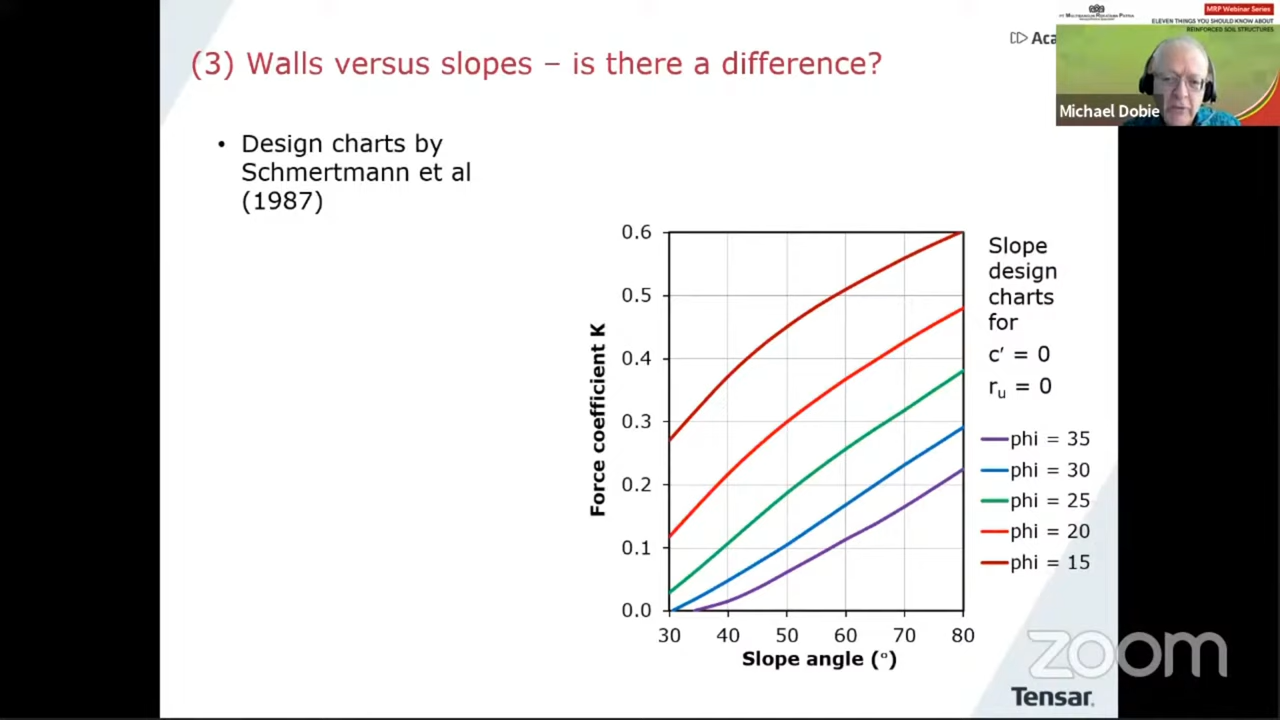 MRP Webinar Series
ELEVEN THINGS YOU SHOULD KNOW ABOUT
REINFORCED SOIL STRUCTURES
Aca
Michael Dobie
(3) Walls versus slopes – is there a difference?
• Design charts by
Schmertmann et al
(1987)
Force coefficient K
0.6
0.5
0.4
0.3
0.2
0.1
0.0
30 40 50 60 70 80
Slope angle (°)
Slope
design
charts
for
c′ = 0
rᵤ = 0
phi = 35
phi = 30
phi = 25
phi = 20
phi = 15
zoom
Tensar.